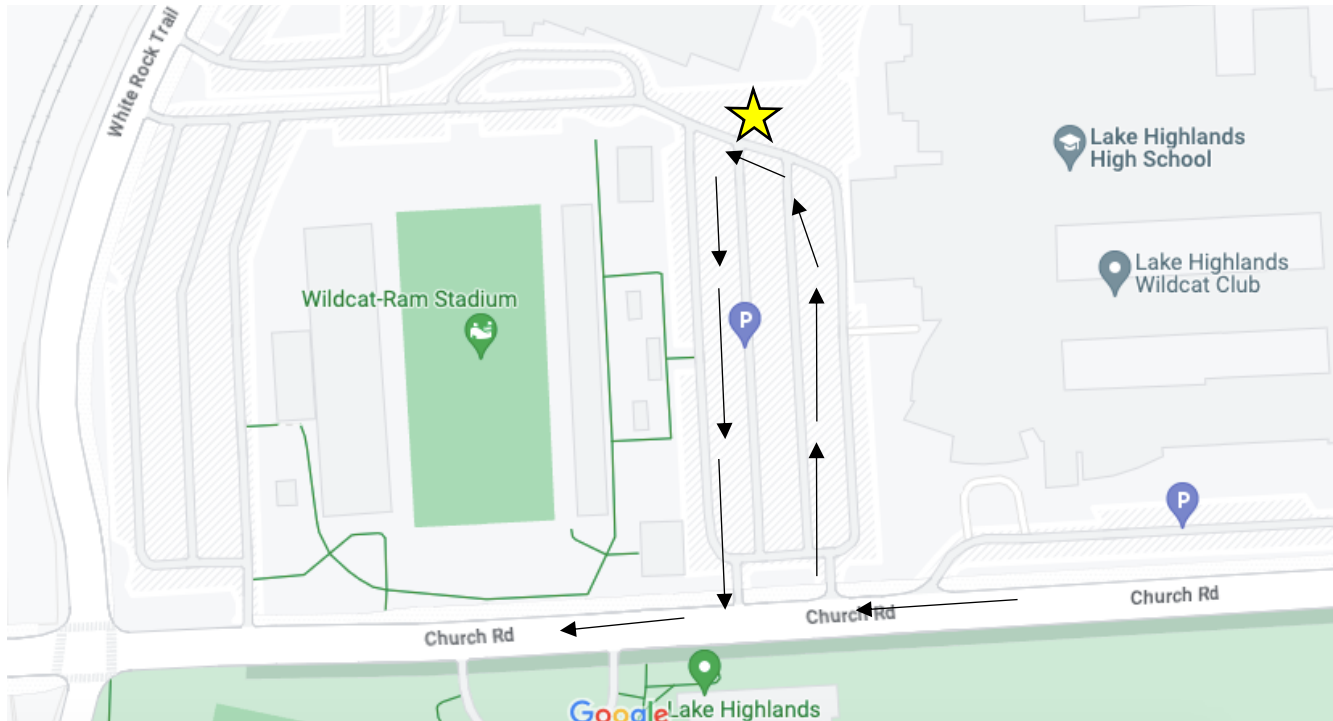 White Rock Trail
Lake Highlands
High School
Lake Highlands
Wildcat Club
Wildcat-Ram Stadium
P
P
Church Rd
Church Rd
Church Rd
Google
Lake Highlands